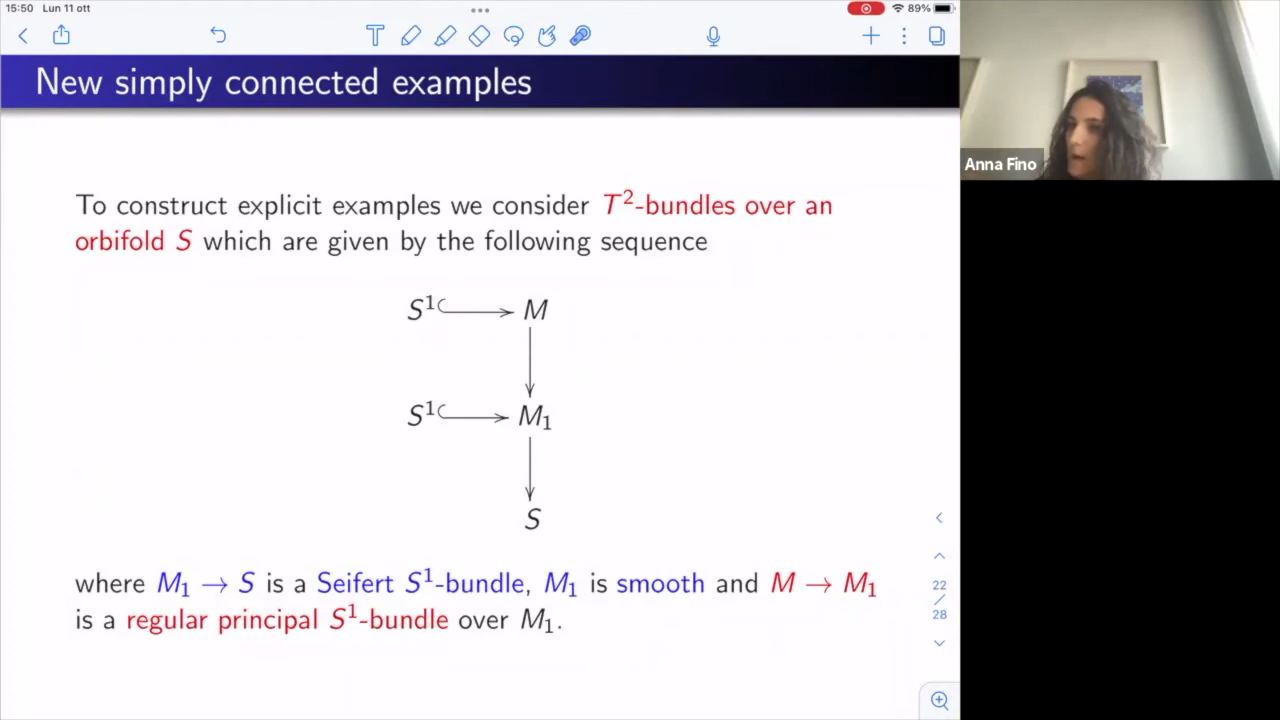 15:50 Lun 11 ott
89%
New simply connected examples
Anna Fino
To construct explicit examples we consider T²-bundles over an
orbifold S which are given by the following sequence
S¹ M
S¹ M₁
S
where M₁ → S is a Seifert S¹-bundle, M₁ is smooth and M → M₁
is a regular principal S¹-bundle over M₁.
22
/
28